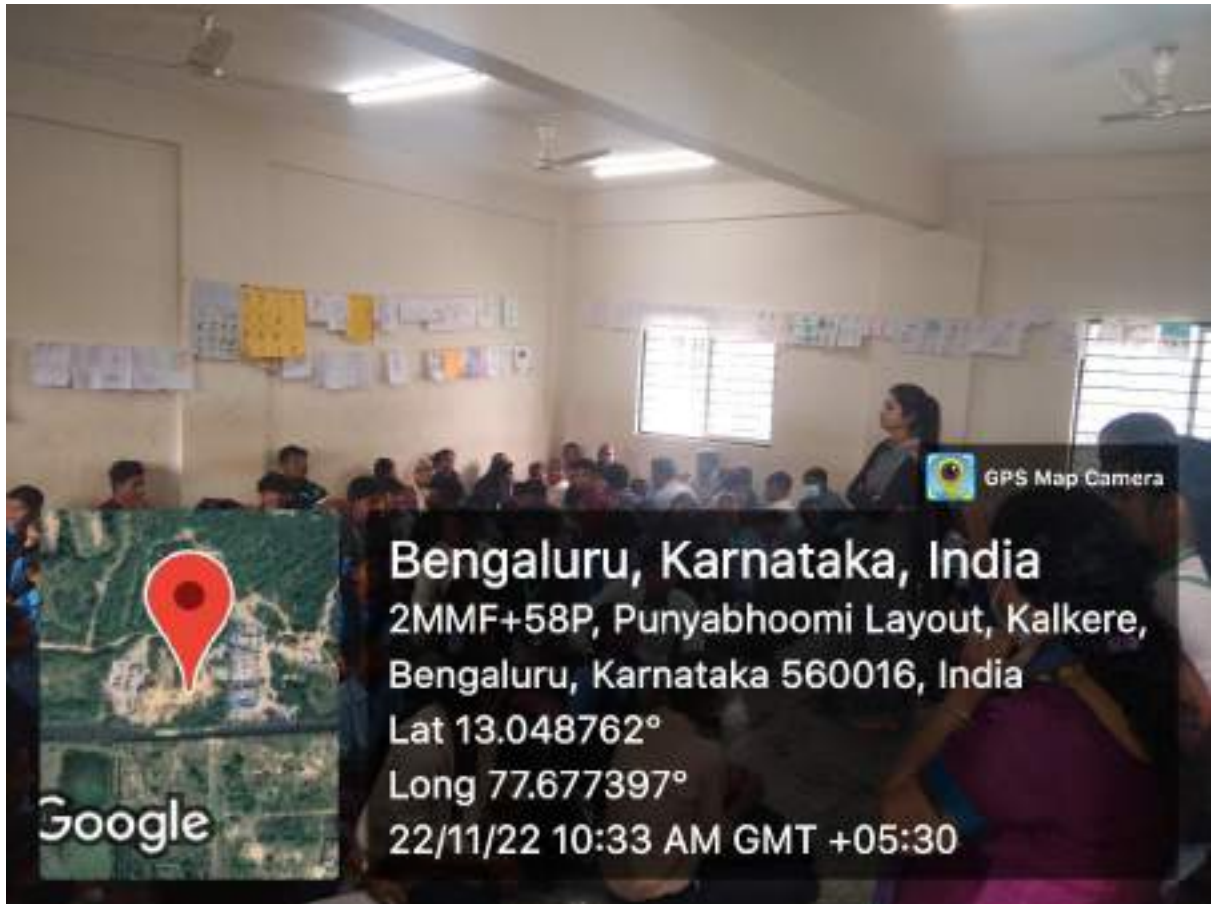 GPS Map Camera
Bengaluru, Karnataka, India
2MMF+58P, Punyabhoomi Layout, Kalkere,
Bengaluru, Karnataka 560016, India
Lat 13.048762°
Long 77.677397°
22/11/22 10:33 AM GMT +05:30
Google